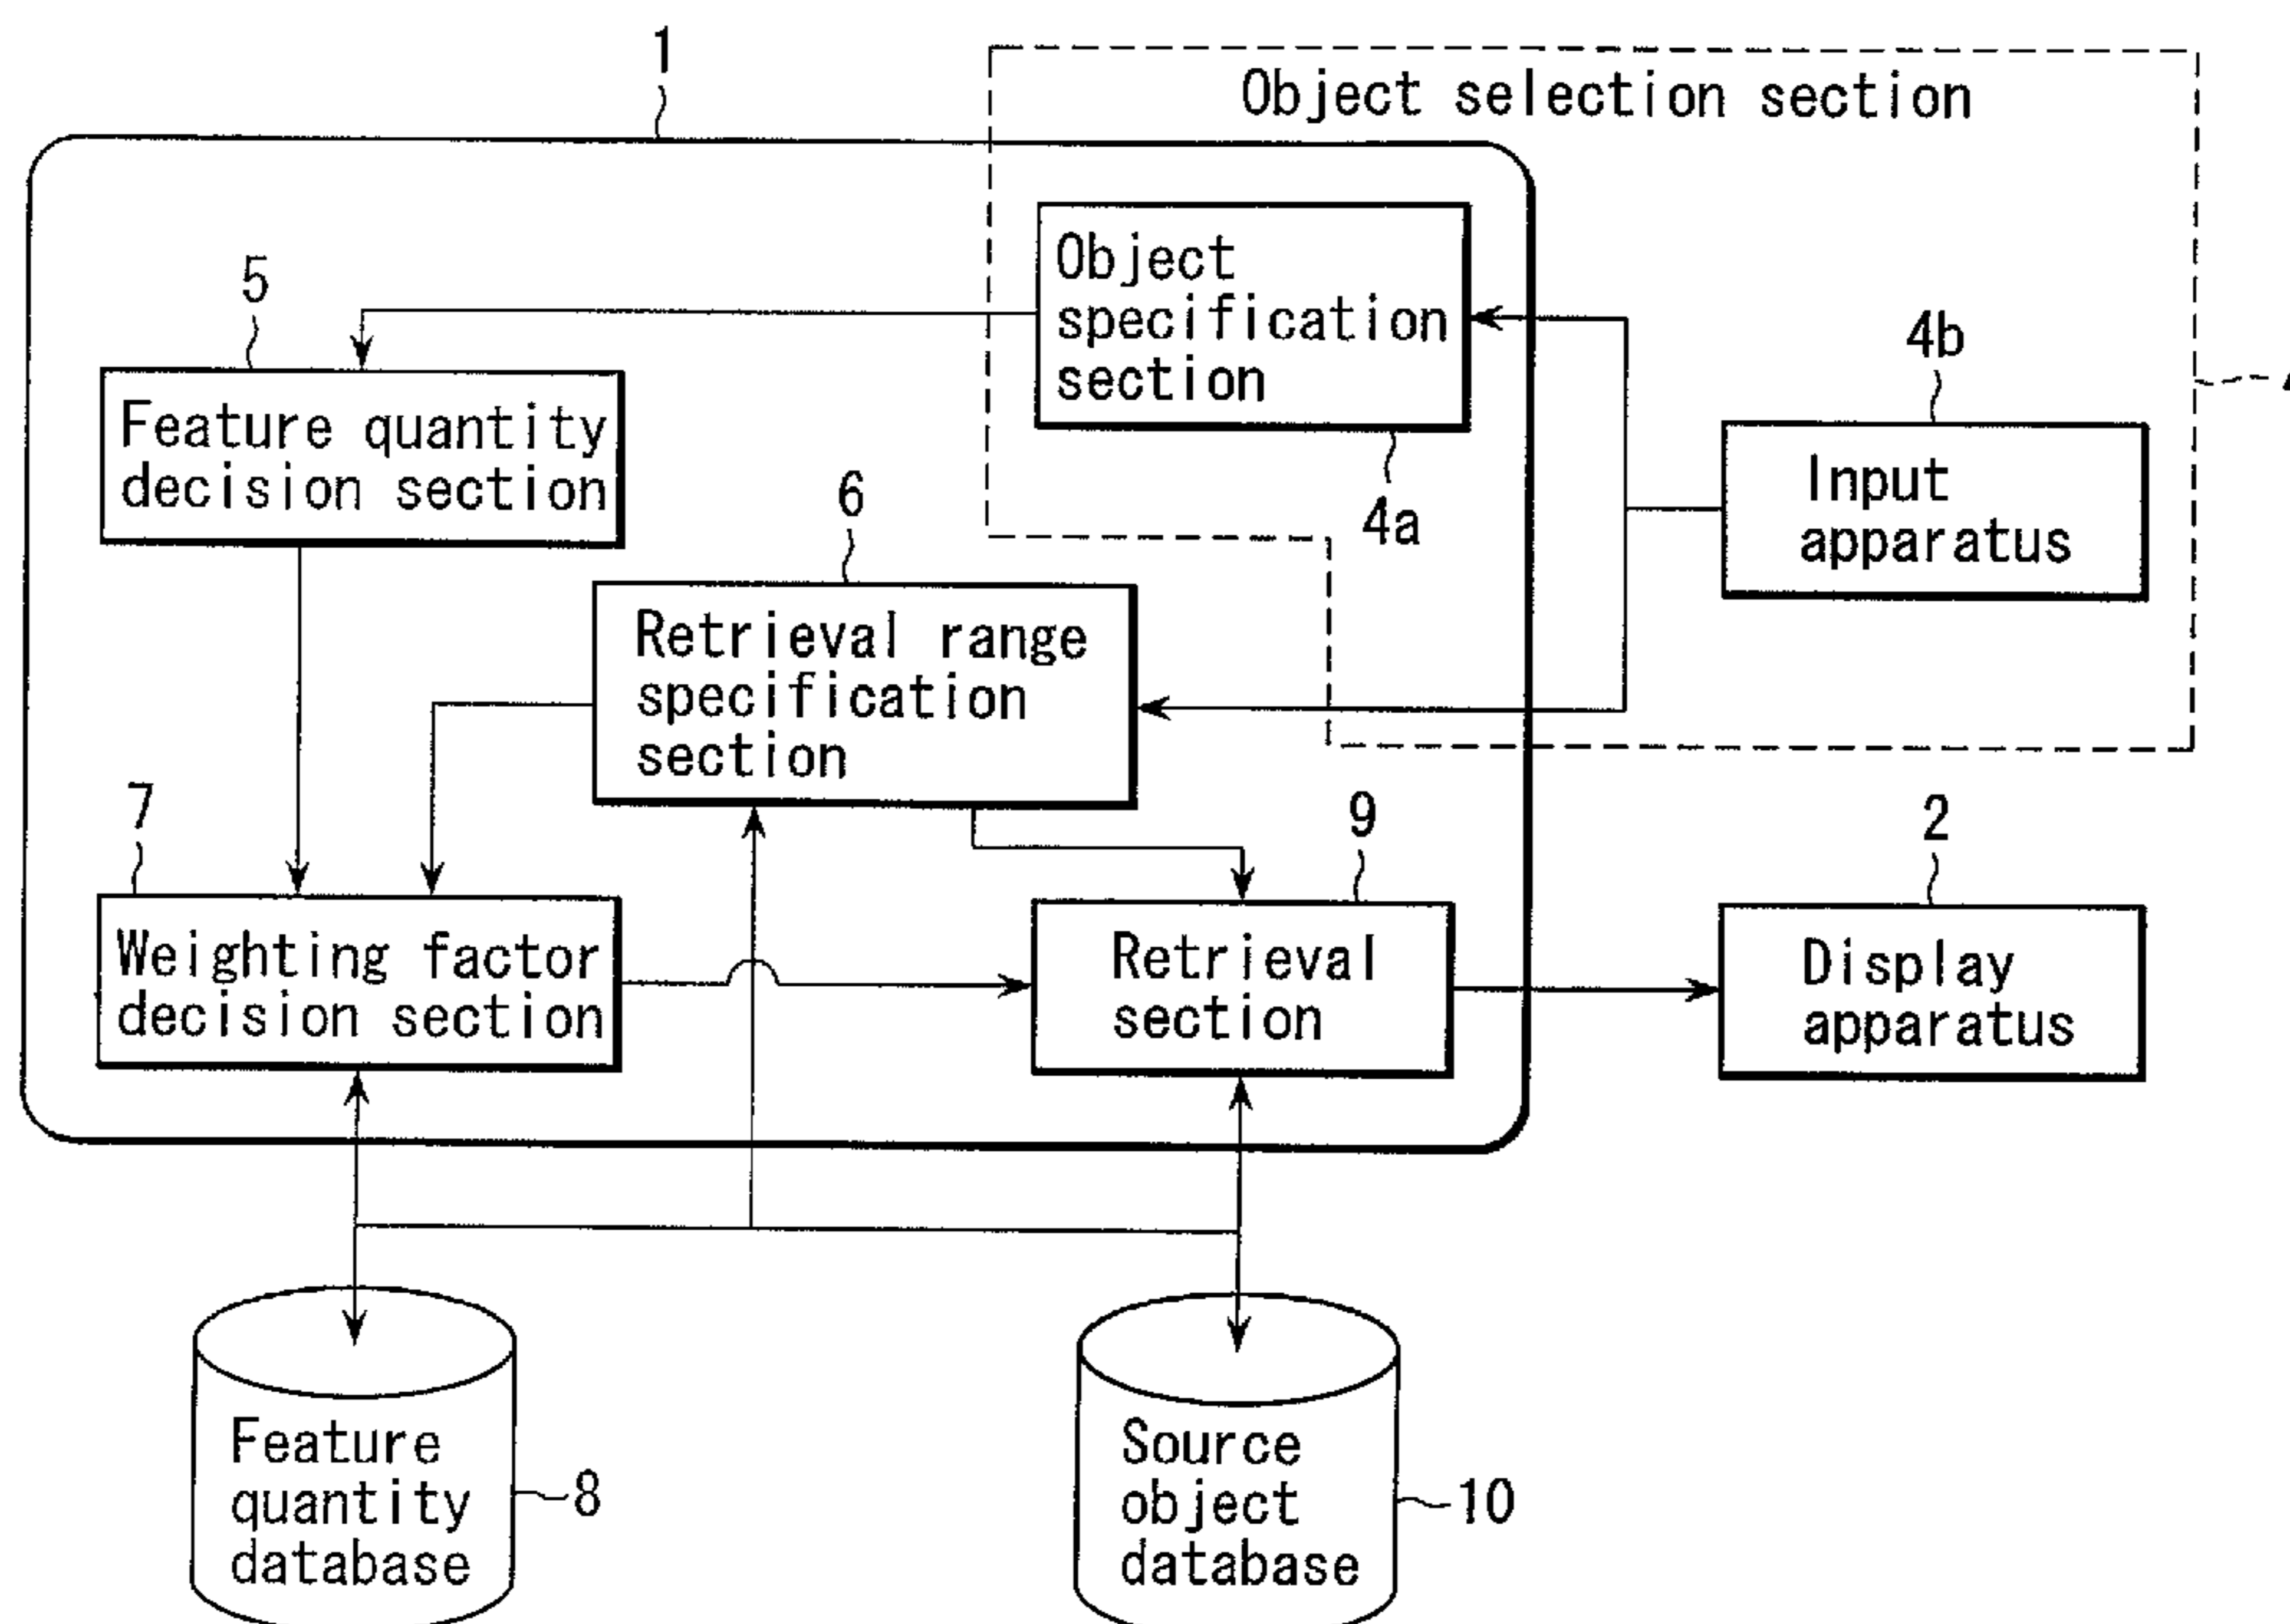 1
Object selection section
Object
specification
section
4a
5
Feature quantity
decision section
4b
Input
apparatus
6
Retrieval range
specification
section
7
Weighting factor
decision section
9
Retrieval
section
2
Display
apparatus
Feature
quantity
database
8
Source
object
database
10